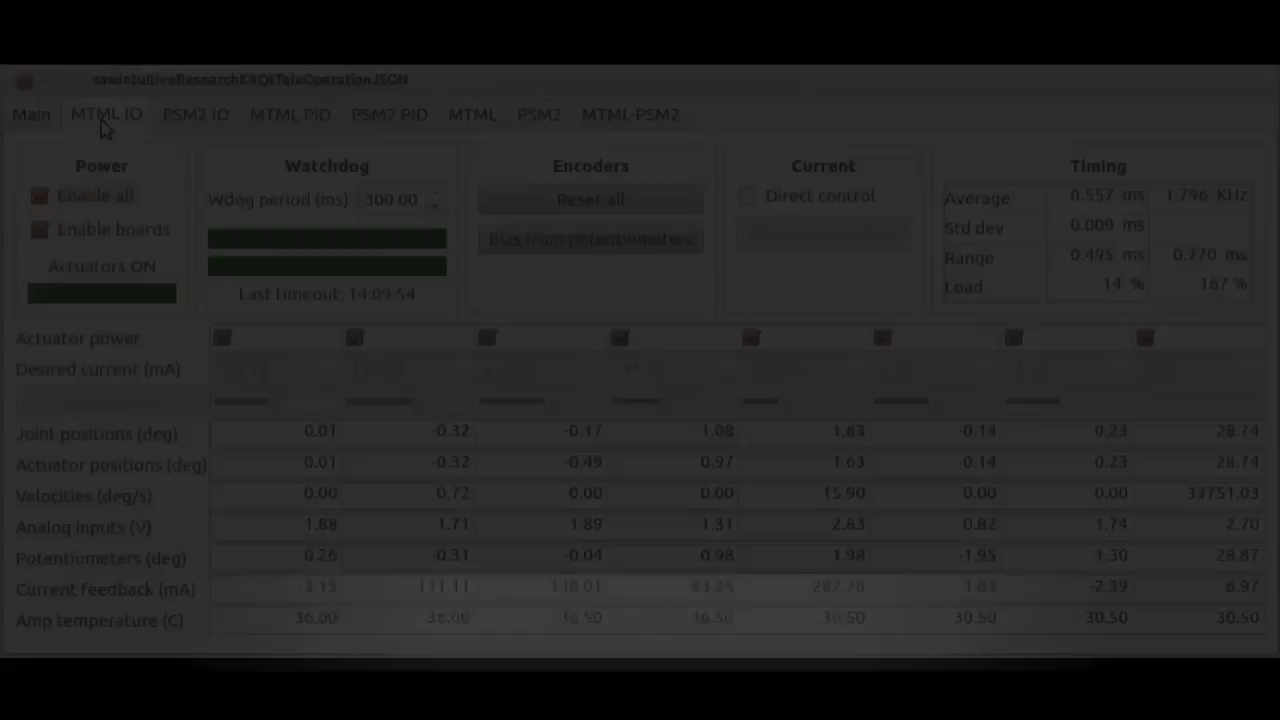 sawIntuitiveResearchKitQtTeleOperationJSON
Main MTML IO PSM2 IO MTML PID PSM2 PID MTML PSM2 MTML-PSM2
Power Watchdog Encoders Current Timing
Enable all Wdog period (ms) 300.00 Reset all Direct control Average 0.557 ms 1.796 KHz
Enable boards Bias from potentiometers Std dev 0.009 ms
Actuators ON Range 0.495 ms 0.770 ms
Last timeout: 14:09:54 Load 14 % 167 %
Actuator power
Desired current (mA)
Joint positions (deg) 0.01 -0.32 -0.17 1.08 1.63 -0.14 0.23 28.74
Actuator positions (deg) 0.01 -0.32 -0.49 0.97 1.63 -0.14 0.23 28.74
Velocities (deg/s) 0.00 0.72 0.00 0.00 15.90 0.00 0.00 33751.03
Analog inputs (V) 1.88 1.71 1.89 1.31 2.83 0.82 1.74 2.70
Potentiometers (deg) 0.26 -0.31 -0.04 0.98 1.98 -1.95 1.30 28.87
Current feedback (mA) 111.11 138.01 -282.78 1.63 -2.39 6.97
Amp temperature (C) 36.00 36.00 36.50 36.50 30.50 30.50 30.50 30.50